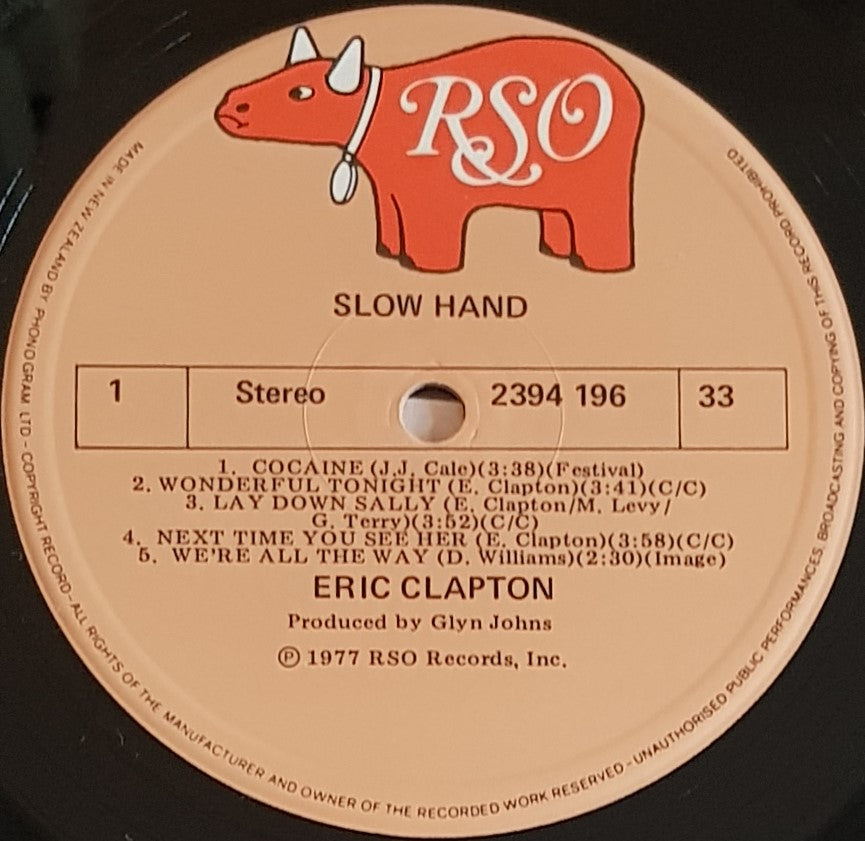 RSO
SLOW HAND
1 Stereo 2394 196 33
1. COCAINE (J.J. Cale)(3:38)(Festival)
2. WONDERFUL TONIGHT (E. Clapton)(3:41)(C/C)
3. LAY DOWN SALLY (E. Clapton/M. Levy/
G. Terry)(3:52)(C/C)
4. NEXT TIME YOU SEE HER (E. Clapton)(3:58)(C/C)
5. WE'RE ALL THE WAY (D. Williams)(2:30)(Image)
ERIC CLAPTON
Produced by Glyn Johns
℗ 1977 RSO Records, Inc.
MADE IN NEW ZEALAND BY PHONOGRAM LTD - COPYRIGHT RECORD - ALL RIGHTS OF THE MANUFACTURER AND OWNER OF THE RECORDED WORK RESERVED - UNAUTHORISED PUBLIC PERFORMANCES, BROADCASTING AND COPYING OF THIS RECORD PROHIBITED